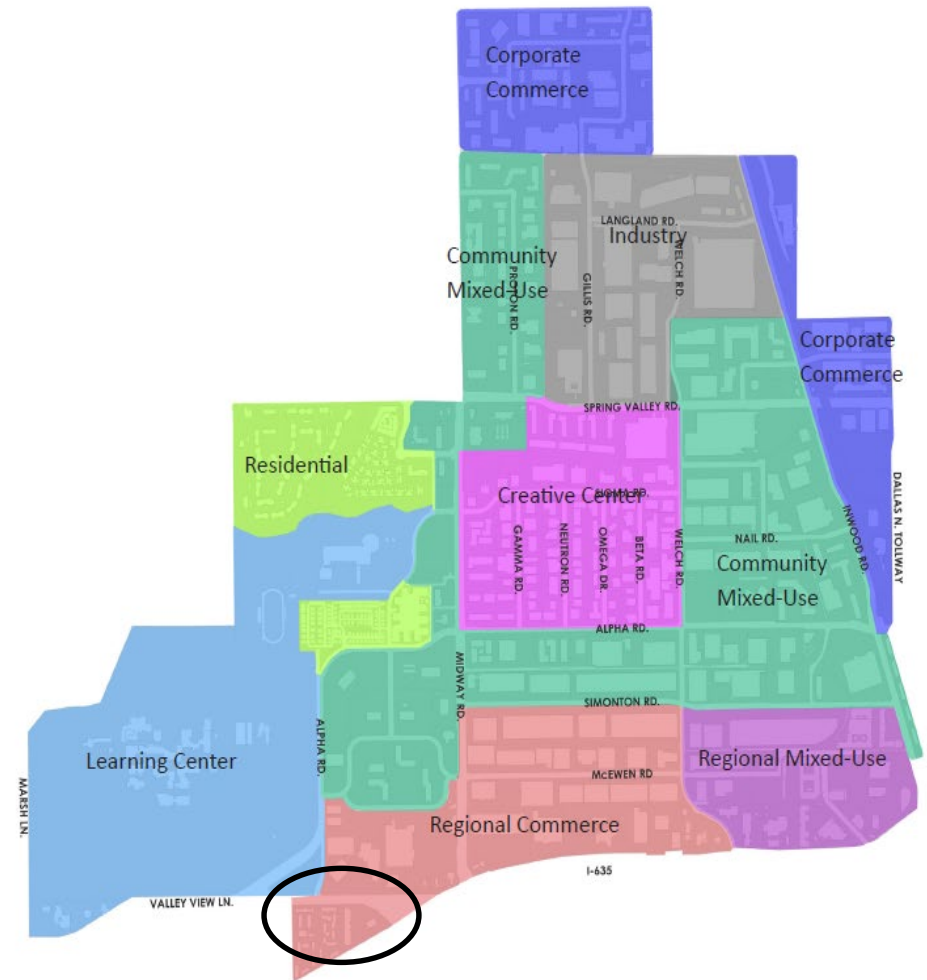 Corporate
Commerce
LANGLAND RD.
Industry
WELCH RD.
Community
Mixed-Use
PROTON RD.
GILLIS RD.
Corporate
Commerce
SPRING VALLEY RD.
Residential
Creative Center
SIGMA RD.
GAMMA RD.
NEUTRON RD.
OMEGA DR.
BETA RD.
WELCH RD.
NAIL RD.
INWOOD RD.
DALLAS N. TOLLWAY
Community
Mixed-Use
ALPHA RD.
MIDWAY RD.
SIMONTON RD.
ALPHA RD.
Learning Center
MARSH LN.
McEWEN RD
Regional Mixed-Use
Regional Commerce
I-635
VALLEY VIEW LN.